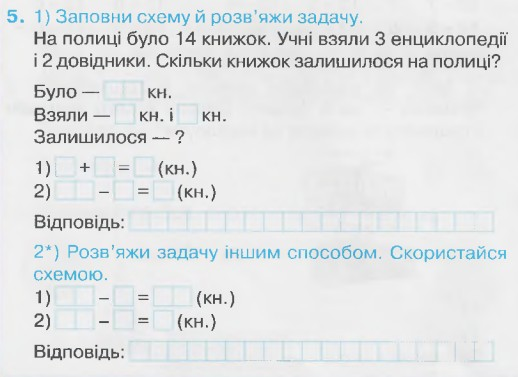 5. 1) Заповни схему й розв'яжи задачу.
На полиці було 14 книжок. Учні взяли 3 енциклопедії
і 2 довідники. Скільки книжок залишилося на полиці?
Було — кн.
Взяли — кн. і кн.
Залишилося — ?
1) + = (кн.)
2) – = (кн.)
Відповідь:
2*) Розв'яжи задачу іншим способом. Скористайся
схемою.
1) – = (кн.)
2) – = (кн.)
Відповідь: